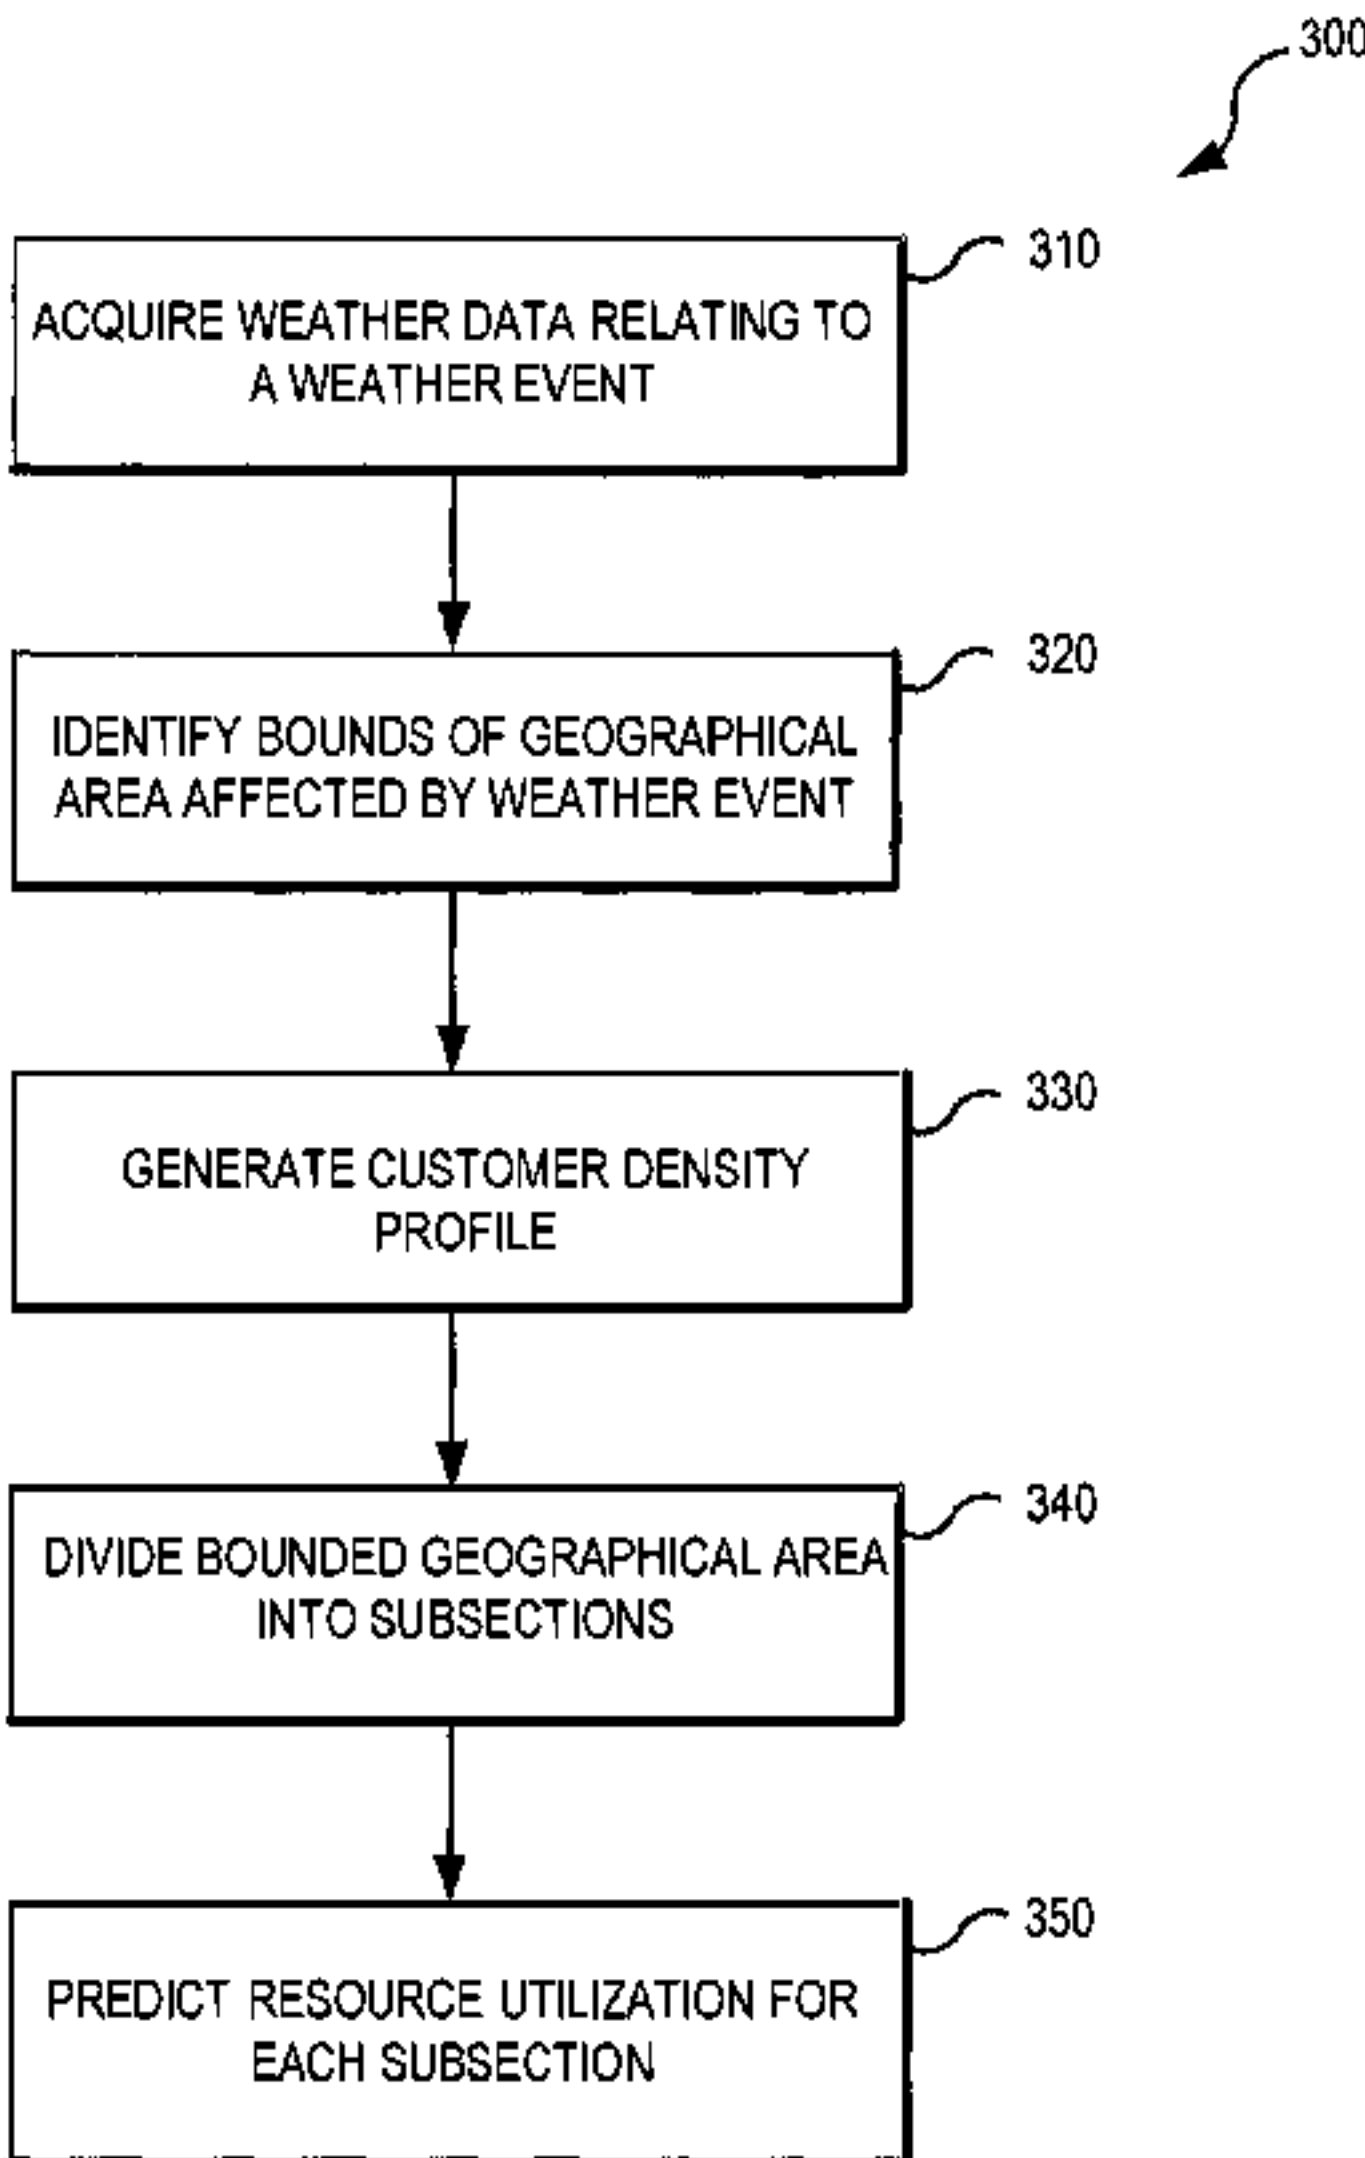 300
310
ACQUIRE WEATHER DATA RELATING TO
A WEATHER EVENT
320
IDENTIFY BOUNDS OF GEOGRAPHICAL
AREA AFFECTED BY WEATHER EVENT
330
GENERATE CUSTOMER DENSITY
PROFILE
340
DIVIDE BOUNDED GEOGRAPHICAL AREA
INTO SUBSECTIONS
350
PREDICT RESOURCE UTILIZATION FOR
EACH SUBSECTION